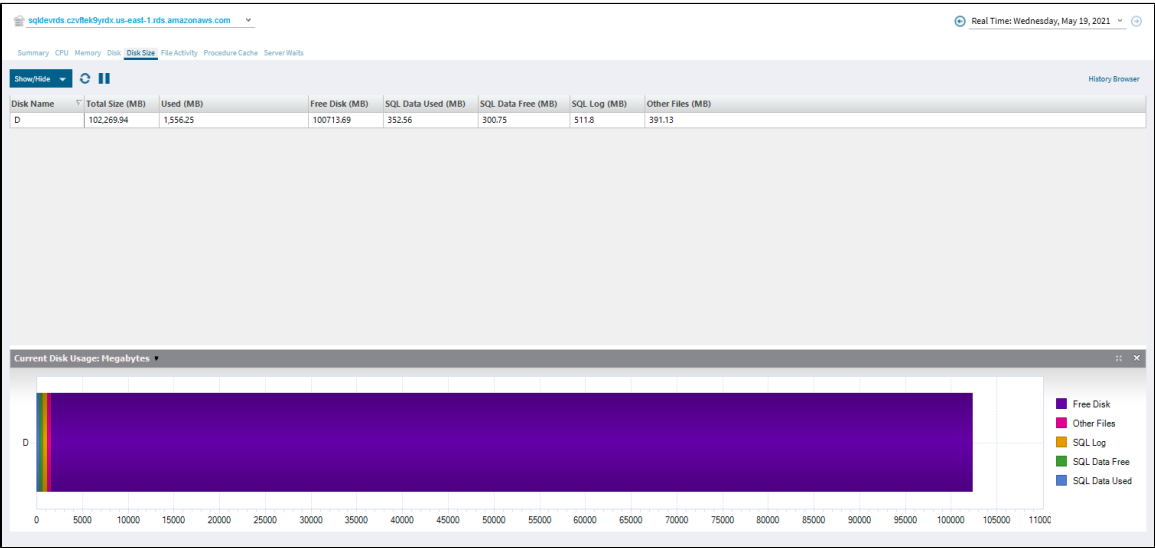 sqldevrds.czvftek9yrdx.us-east-1.rds.amazonaws.com
Real Time: Wednesday, May 19, 2021
Summary CPU Memory Disk Disk Size File Activity Procedure Cache Server Waits
Show/Hide
History Browser
Disk Name Total Size (MB) Used (MB) Free Disk (MB) SQL Data Used (MB) SQL Data Free (MB) SQL Log (MB) Other Files (MB)
D 102,269.94 1,556.25 100713.69 352.56 300.75 511.8 391.13
Current Disk Usage: Megabytes
Free Disk
Other Files
D
SQL Log
SQL Data Free
SQL Data Used
0 5000 10000 15000 20000 25000 30000 35000 40000 45000 50000 55000 60000 65000 70000 75000 80000 85000 90000 95000 100000 105000 11000